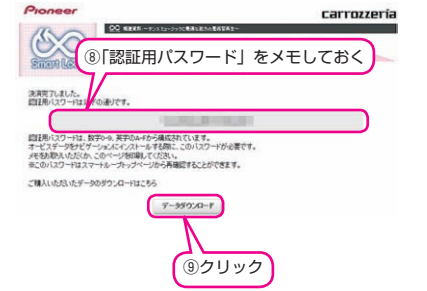 Pioneer
carrozzeria
Smart Lo
⑧「認証用パスワード」をメモしておく
決済完了しました。
認証用パスワードは以下の通りです。
認証用パスワードは、数字0-9、英字のA-Fから構成されています。
オービスデータをナビゲーションにインストールする際に、このパスワードが必要です。
メモをお取りいただくか、このページを印刷してください。
※このパスワードはスマートループトップページから再確認することができます。
ご購入いただいたデータのダウンロードはこちら
データダウンロード
⑨クリック